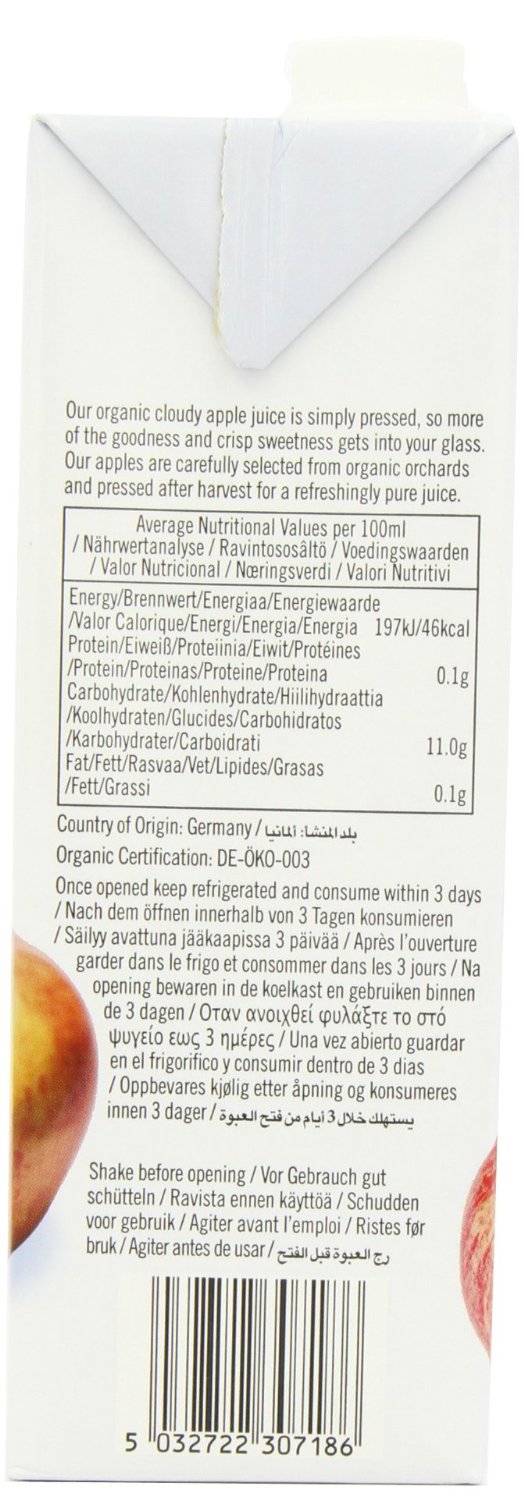 Our organic cloudy apple juice is simply pressed, so more
of the goodness and crisp sweetness gets into your glass.
Our apples are carefully selected from organic orchards
and pressed after harvest for a refreshingly pure juice.
Average Nutritional Values per 100ml
/ Nährwertanalyse / Ravintososâltö / Voedingswaarden
/ Valor Nutricional / Næringsverdi / Valori Nutritivi
Energy/Brennwert/Energiaa/Energiewaarde
/Valor Calorique/Energi/Energia/Energia 197kJ/46kcal
Protein/Eiweiß/Proteiinia/Eiwit/Protéines
/Protein/Proteinas/Proteine/Proteina 0.1g
Carbohydrate/Kohlenhydrate/Hiilihydraattia
/Koolhydraten/Glucides/Carbohidratos
/Karbohydrater/Carboidrati 11.0g
Fat/Fett/Rasvaa/Vet/Lipides/Grasas
/Fett/Grassi 0.1g
Country of Origin: Germany / بلد المنشا: ألمانيا
Organic Certification: DE-ÖKO-003
Once opened keep refrigerated and consume within 3 days
/ Nach dem öffnen innerhalb von 3 Tagen konsumieren
/ Säilyy avattuna jääkaapissa 3 päivää / Après l'ouverture
garder dans le frigo et consommer dans les 3 jours / Na
opening bewaren in de koelkast en gebruiken binnen
de 3 dagen / Οταν ανοιχθεί φυλάξτε το στό
ψυγείο εως 3 ημέρες / Una vez abierto guardar
en el frigorifico y consumir dentro de 3 dias
/ Oppbevares kjølig etter åpning og konsumeres
innen 3 dager / يستهلك خلال 3 أيام من فتح العبوة
Shake before opening / Vor Gebrauch gut
schütteln / Ravista ennen käyttöä / Schudden
voor gebruik / Agiter avant l'emploi / Ristes før
bruk / Agiter antes de usar / رج العبوة قبل الفتح
5 032722 307186